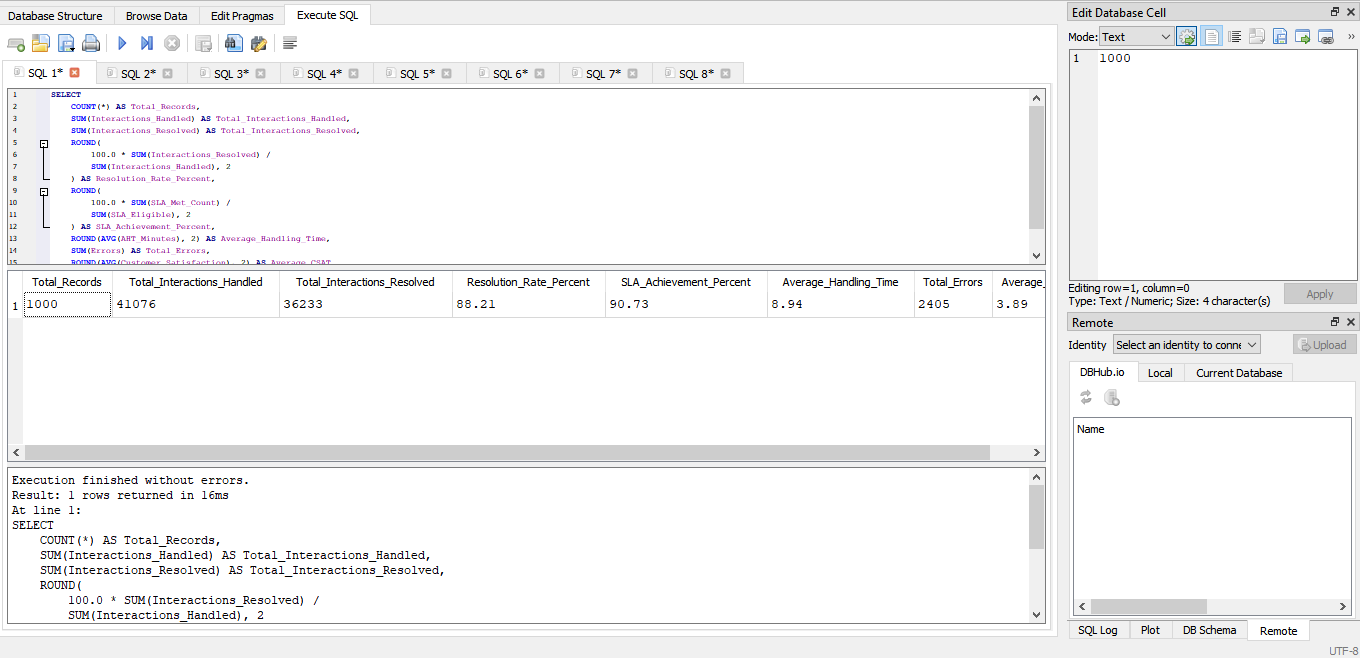 Database Structure Browse Data Edit Pragmas Execute SQL
SQL 1* SQL 2* SQL 3* SQL 4* SQL 5* SQL 6* SQL 7* SQL 8*
1 SELECT
2 COUNT(*) AS Total_Records,
3 SUM(Interactions_Handled) AS Total_Interactions_Handled,
4 SUM(Interactions_Resolved) AS Total_Interactions_Resolved,
5 ROUND(
6 100.0 * SUM(Interactions_Resolved) /
7 SUM(Interactions_Handled), 2
8 ) AS Resolution_Rate_Percent,
9 ROUND(
10 100.0 * SUM(SLA_Met_Count) /
11 SUM(SLA_Eligible), 2
12 ) AS SLA_Achievement_Percent,
13 ROUND(AVG(AHT_Minutes), 2) AS Average_Handling_Time,
14 SUM(Errors) AS Total_Errors,
15 ROUND(AVG(Customer_Satisfaction), 2) AS Average_CSAT,
Total_Records Total_Interactions_Handled Total_Interactions_Resolved Resolution_Rate_Percent SLA_Achievement_Percent Average_Handling_Time Total_Errors Average_
1 1000 41076 36233 88.21 90.73 8.94 2405 3.89
Execution finished without errors.
Result: 1 rows returned in 16ms
At line 1:
SELECT
COUNT(*) AS Total_Records,
SUM(Interactions_Handled) AS Total_Interactions_Handled,
SUM(Interactions_Resolved) AS Total_Interactions_Resolved,
ROUND(
100.0 * SUM(Interactions_Resolved) /
SUM(Interactions_Handled), 2
Edit Database Cell
Mode: Text
1 1000
Editing row=1, column=0
Type: Text / Numeric; Size: 4 character(s)
Apply
Remote
Identity Select an identity to conne Upload
DBHub.io Local Current Database
Name
SQL Log Plot DB Schema Remote
UTF-8